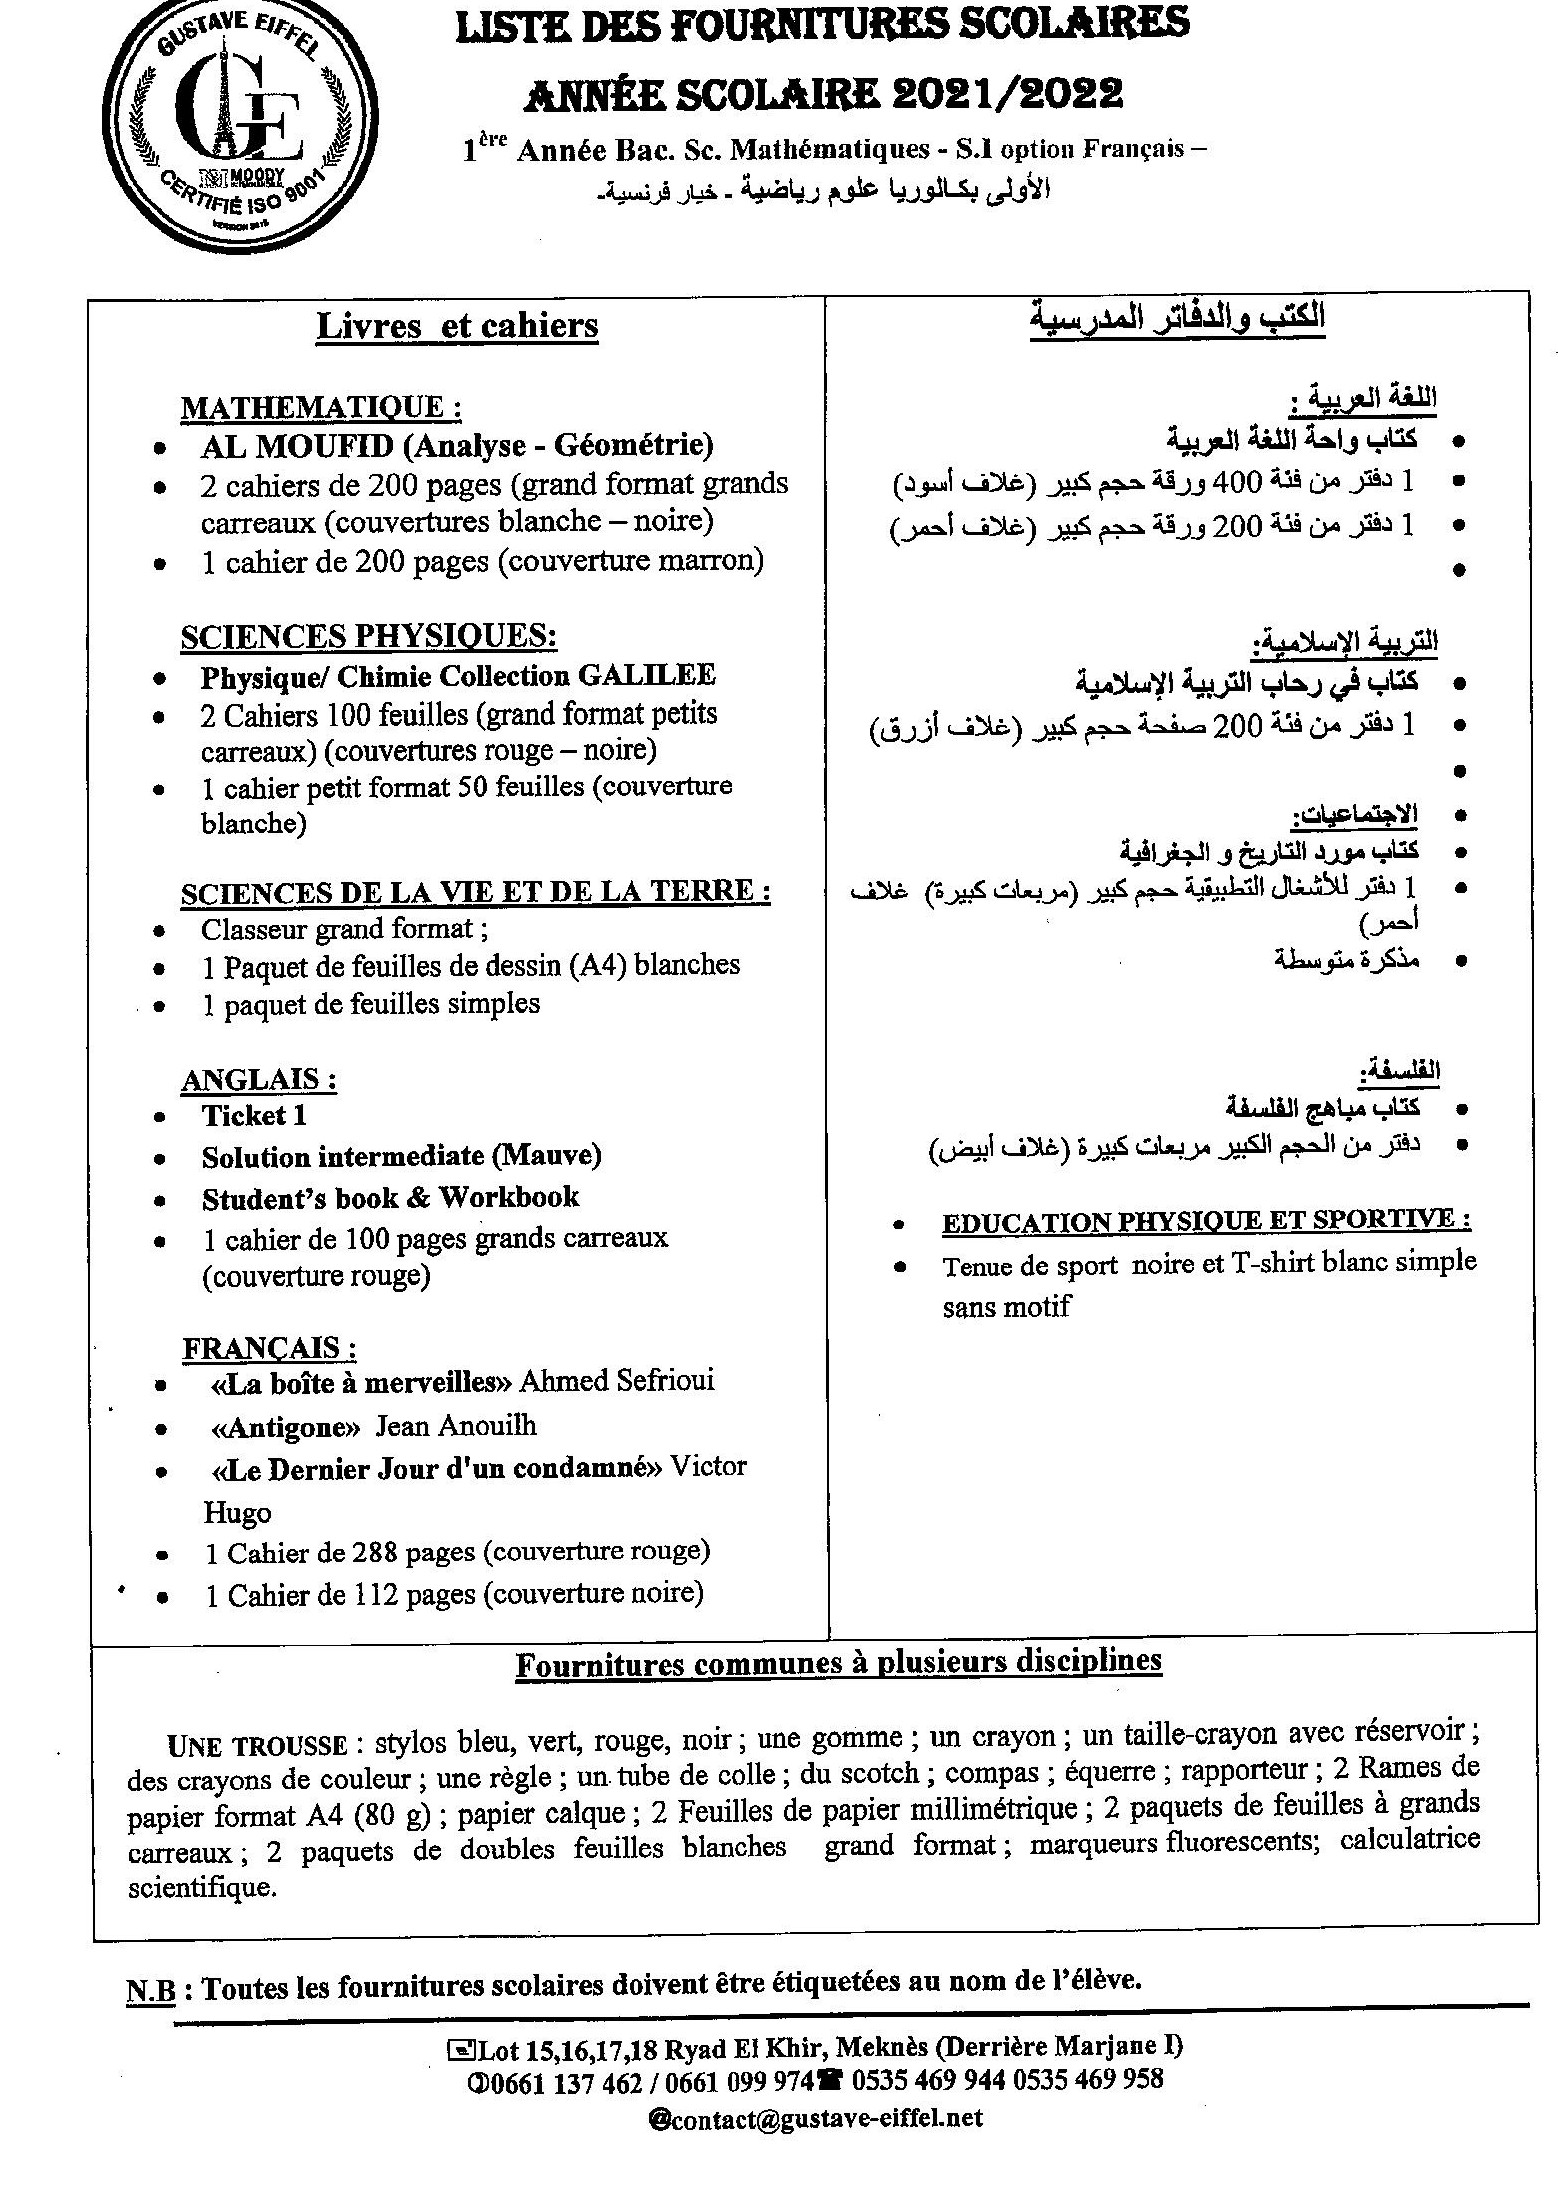 GUSTAVE EIFFEL
GE
MOODY
CERTIFIÉ ISO 9001
LISTE DES FOURNITURES SCOLAIRES
ANNÉE SCOLAIRE 2021/2022
1ère Année Bac. Sc. Mathématiques - S.I option Français –
الأولى بكالوريا علوم رياضية - خيار فرنسية-
Livres et cahiers
MATHEMATIQUE :
• AL MOUFID (Analyse - Géométrie)
• 2 cahiers de 200 pages (grand format grands
carreaux (couvertures blanche – noire)
• 1 cahier de 200 pages (couverture marron)
SCIENCES PHYSIQUES:
• Physique/ Chimie Collection GALILEE
• 2 Cahiers 100 feuilles (grand format petits
carreaux) (couvertures rouge – noire)
• 1 cahier petit format 50 feuilles (couverture
blanche)
SCIENCES DE LA VIE ET DE LA TERRE :
• Classeur grand format ;
• 1 Paquet de feuilles de dessin (A4) blanches
• 1 paquet de feuilles simples
ANGLAIS :
• Ticket 1
• Solution intermediate (Mauve)
• Student's book & Workbook
• 1 cahier de 100 pages grands carreaux
(couverture rouge)
FRANÇAIS :
• «La boîte à merveilles» Ahmed Sefrioui
• «Antigone» Jean Anouilh
• «Le Dernier Jour d'un condamné» Victor
Hugo
• 1 Cahier de 288 pages (couverture rouge)
• 1 Cahier de 112 pages (couverture noire)
الكتب والدفاتر المدرسية
اللغة العربية :
• كتاب واحة اللغة العربية
• 1 دفتر من فئة 400 ورقة حجم كبير (غلاف أسود)
• 1 دفتر من فئة 200 ورقة حجم كبير (غلاف أحمر)
•
التربية الإسلامية:
• كتاب في رحاب التربية الإسلامية
• 1 دفتر من فئة 200 صفحة حجم كبير (غلاف أزرق)
•
• الاجتماعيات:
• كتاب مورد التاريخ و الجغرافية
• 1 دفتر للأشغال التطبيقية حجم كبير (مربعات كبيرة) غلاف
أحمر)
• مذكرة متوسطة
الفلسفة:
• كتاب مباهج الفلسفة
• دفتر من الحجم الكبير مربعات كبيرة (غلاف أبيض)
• EDUCATION PHYSIQUE ET SPORTIVE :
• Tenue de sport noire et T-shirt blanc simple
sans motif
Fournitures communes à plusieurs disciplines
UNE TROUSSE : stylos bleu, vert, rouge, noir ; une gomme ; un crayon ; un taille-crayon avec réservoir ;
des crayons de couleur ; une règle ; un tube de colle ; du scotch ; compas ; équerre ; rapporteur ; 2 Rames de
papier format A4 (80 g) ; papier calque ; 2 Feuilles de papier millimétrique ; 2 paquets de feuilles à grands
carreaux ; 2 paquets de doubles feuilles blanches grand format ; marqueurs fluorescents; calculatrice
scientifique.
N.B : Toutes les fournitures scolaires doivent être étiquetées au nom de l'élève.
Lot 15,16,17,18 Ryad El Khir, Meknès (Derrière Marjane I)
0661 137 462 / 0661 099 974☎ 0535 469 944 0535 469 958
@contact@gustave-eiffel.net